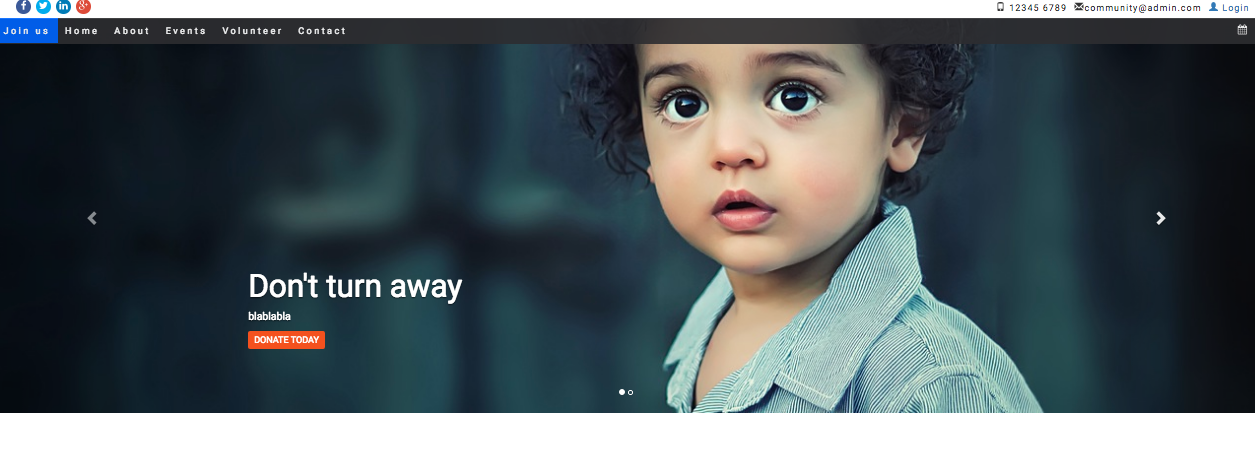 12345 6789 community@admin.com Login
Join us Home About Events Volunteer Contact
Don't turn away
blablabla
DONATE TODAY